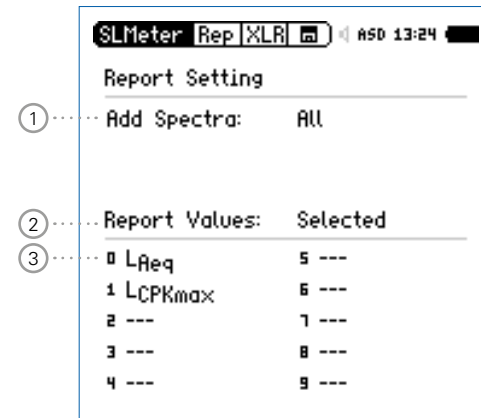 SLMeter Rep XLR ASD 13:24
Report Setting
1 Add Spectra: All
2 Report Values: Selected
3 0 LAeq 5 ---
1 LCPKmax 6 ---
2 --- 7 ---
3 --- 8 ---
4 --- 9 ---